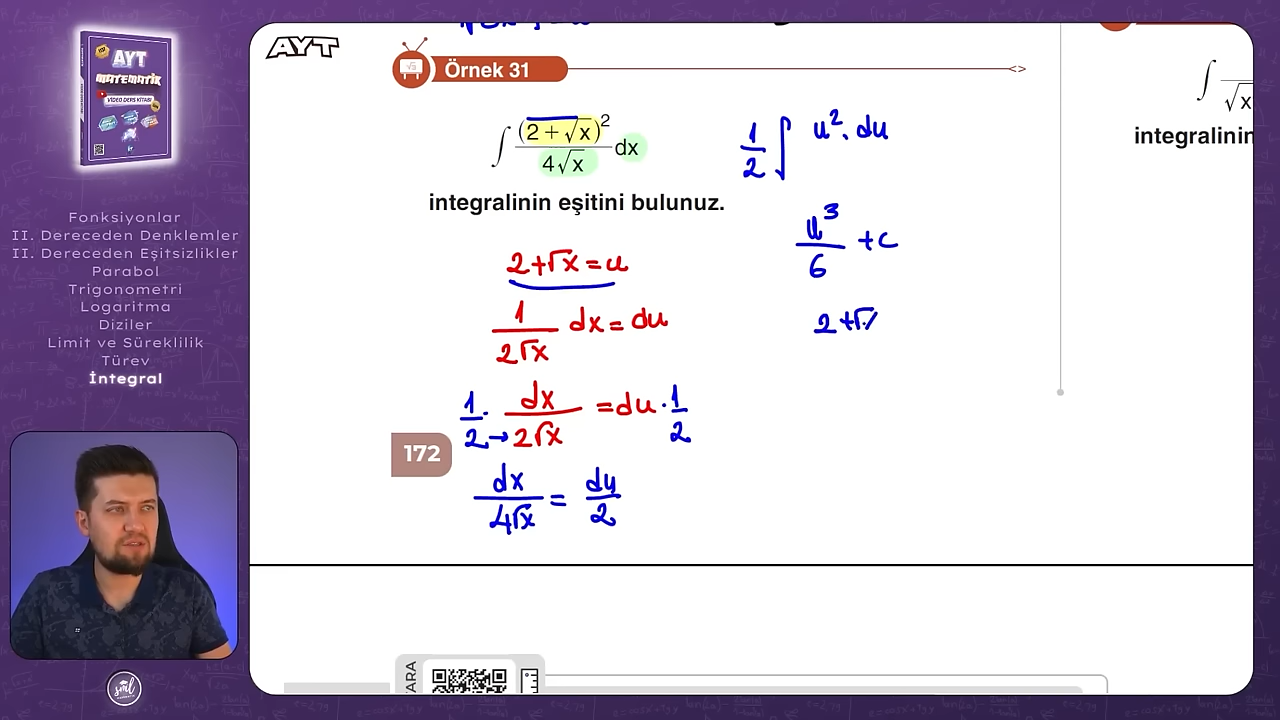 AYT
MATEMATİK
VİDEO DERS KİTABI
Fonksiyonlar
II. Dereceden Denklemler
II. Dereceden Eşitsizlikler
Parabol
Trigonometri
Logaritma
Diziler
Limit ve Süreklilik
Türev
İntegral
AYT
√3
Örnek 31
∫ (2 + √x)² / 4√x dx
integralinin eşitini bulunuz.
2+√x = u
1/2√x dx = du
1/2 · dx/2√x = du · 1/2
dx/4√x = du/2
1/2 ∫ u². du
u³/6 + c
2+√
172
∫ √x
integralinin
ARA